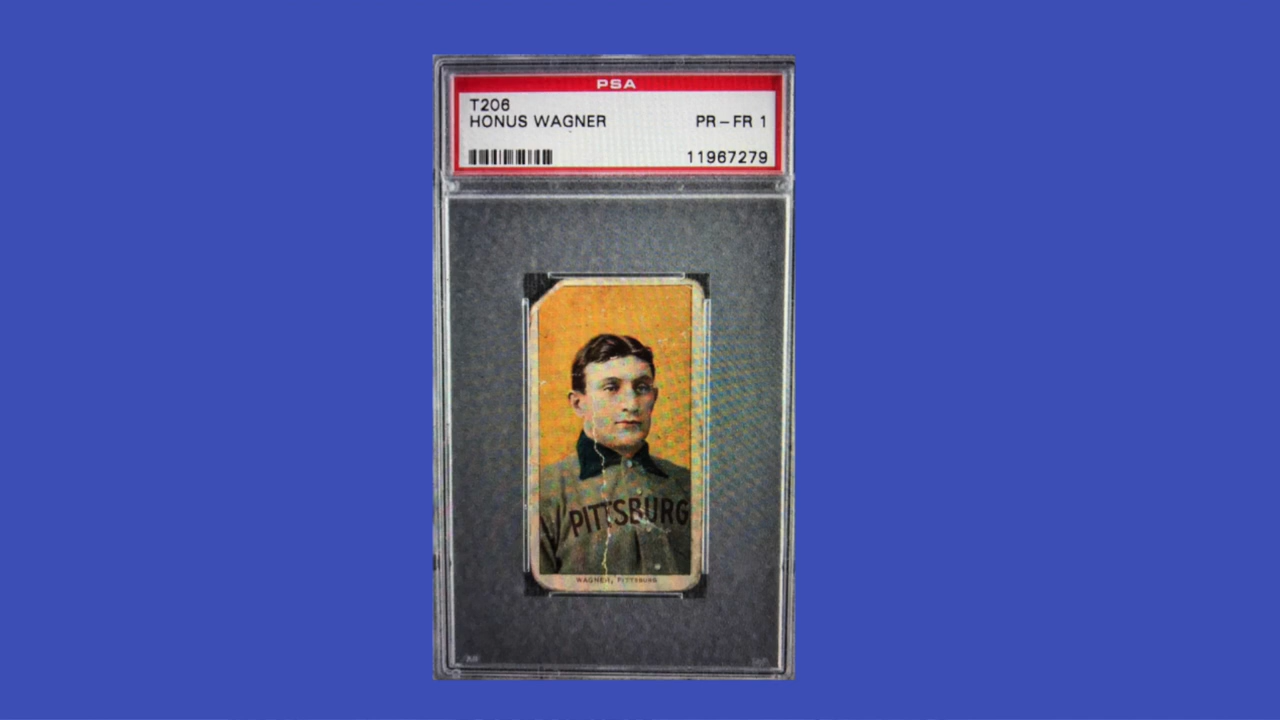 PSA
T206
HONUS WAGNER
PR-FR 1
11967279
PITTSBURG
WAGNER, PITTSBURG